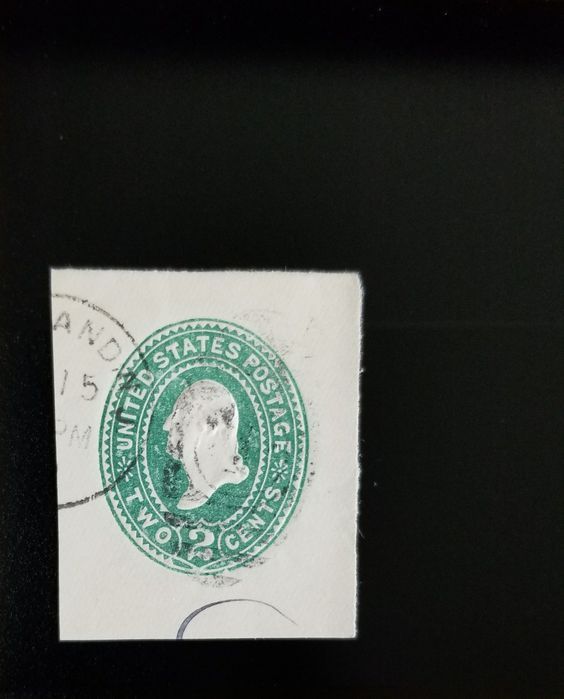 AND
15
PM
UNITED STATES POSTAGE
TWO 2 CENTS